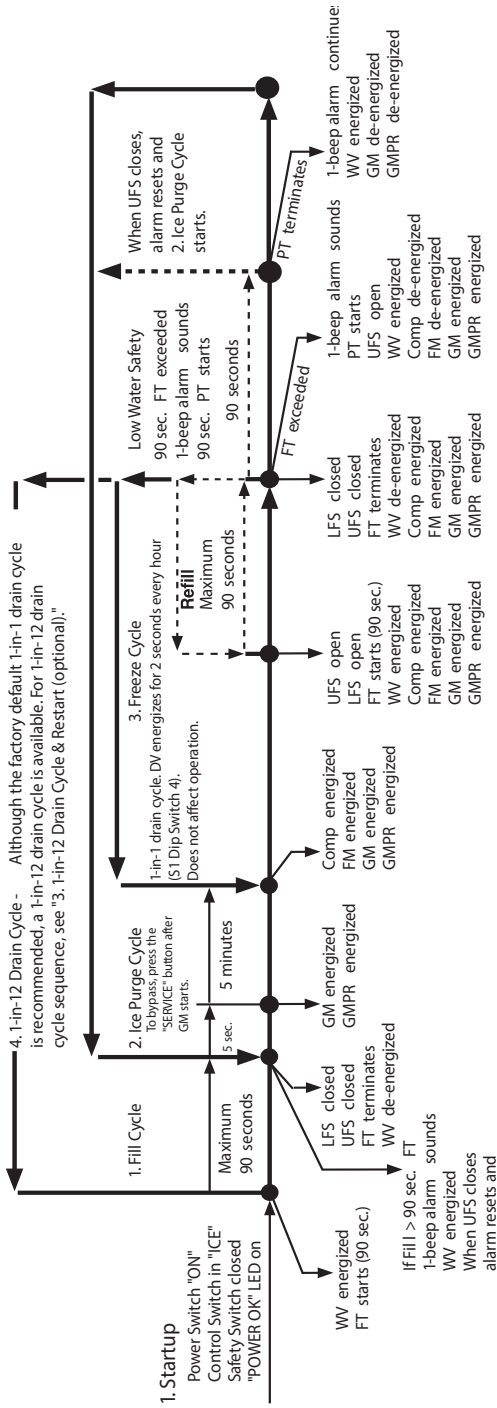 4. 1-in-12 Drain Cycle - Although the factory default 1-in-1 drain cycle
is recommended, a 1-in-12 drain cycle is available. For 1-in-12 drain
cycle sequence, see "3. 1-in-12 Drain Cycle & Restart (optional)."
1. Startup
Power Switch "ON"
Control Switch in "ICE"
Safety Switch closed
"POWER OK" LED on
1. Fill Cycle
Maximum
90 seconds
WV energized
FT starts (90 sec.)
If Fill > 90 sec. FT
1-beep alarm sounds
WV energized
When UFS closes
alarm resets and
LFS closed
UFS closed
FT terminates
WV de-energized
2. Ice Purge Cycle
To bypass, press the
"SERVICE" button after
GM starts.
5 sec.
5 minutes
GM energized
GMPR energized
3. Freeze Cycle
1-in-1 drain cycle. DV energizes for 2 seconds every hour
(S1 Dip Switch 4).
Does not affect operation.
Comp energized
FM energized
GM energized
GMPR energized
Refill
Maximum
90 seconds
UFS open
LFS open
FT starts (90 sec.)
WV energized
Comp energized
FM energized
GM energized
GMPR energized
LFS closed
UFS closed
FT terminates
WV de-energized
Comp energized
FM energized
GM energized
GMPR energized
Low Water Safety
90 sec. FT exceeded
1-beep alarm sounds
90 sec. PT starts
90 seconds
FT exceeded
1-beep alarm sounds
PT starts
UFS open
WV energized
Comp de-energized
FM de-energized
GM energized
GMPR energized
When UFS closes,
alarm resets and
2. Ice Purge Cycle
starts.
PT terminates
1-beep alarm continues
WV energized
GM de-energized
GMPR de-energized